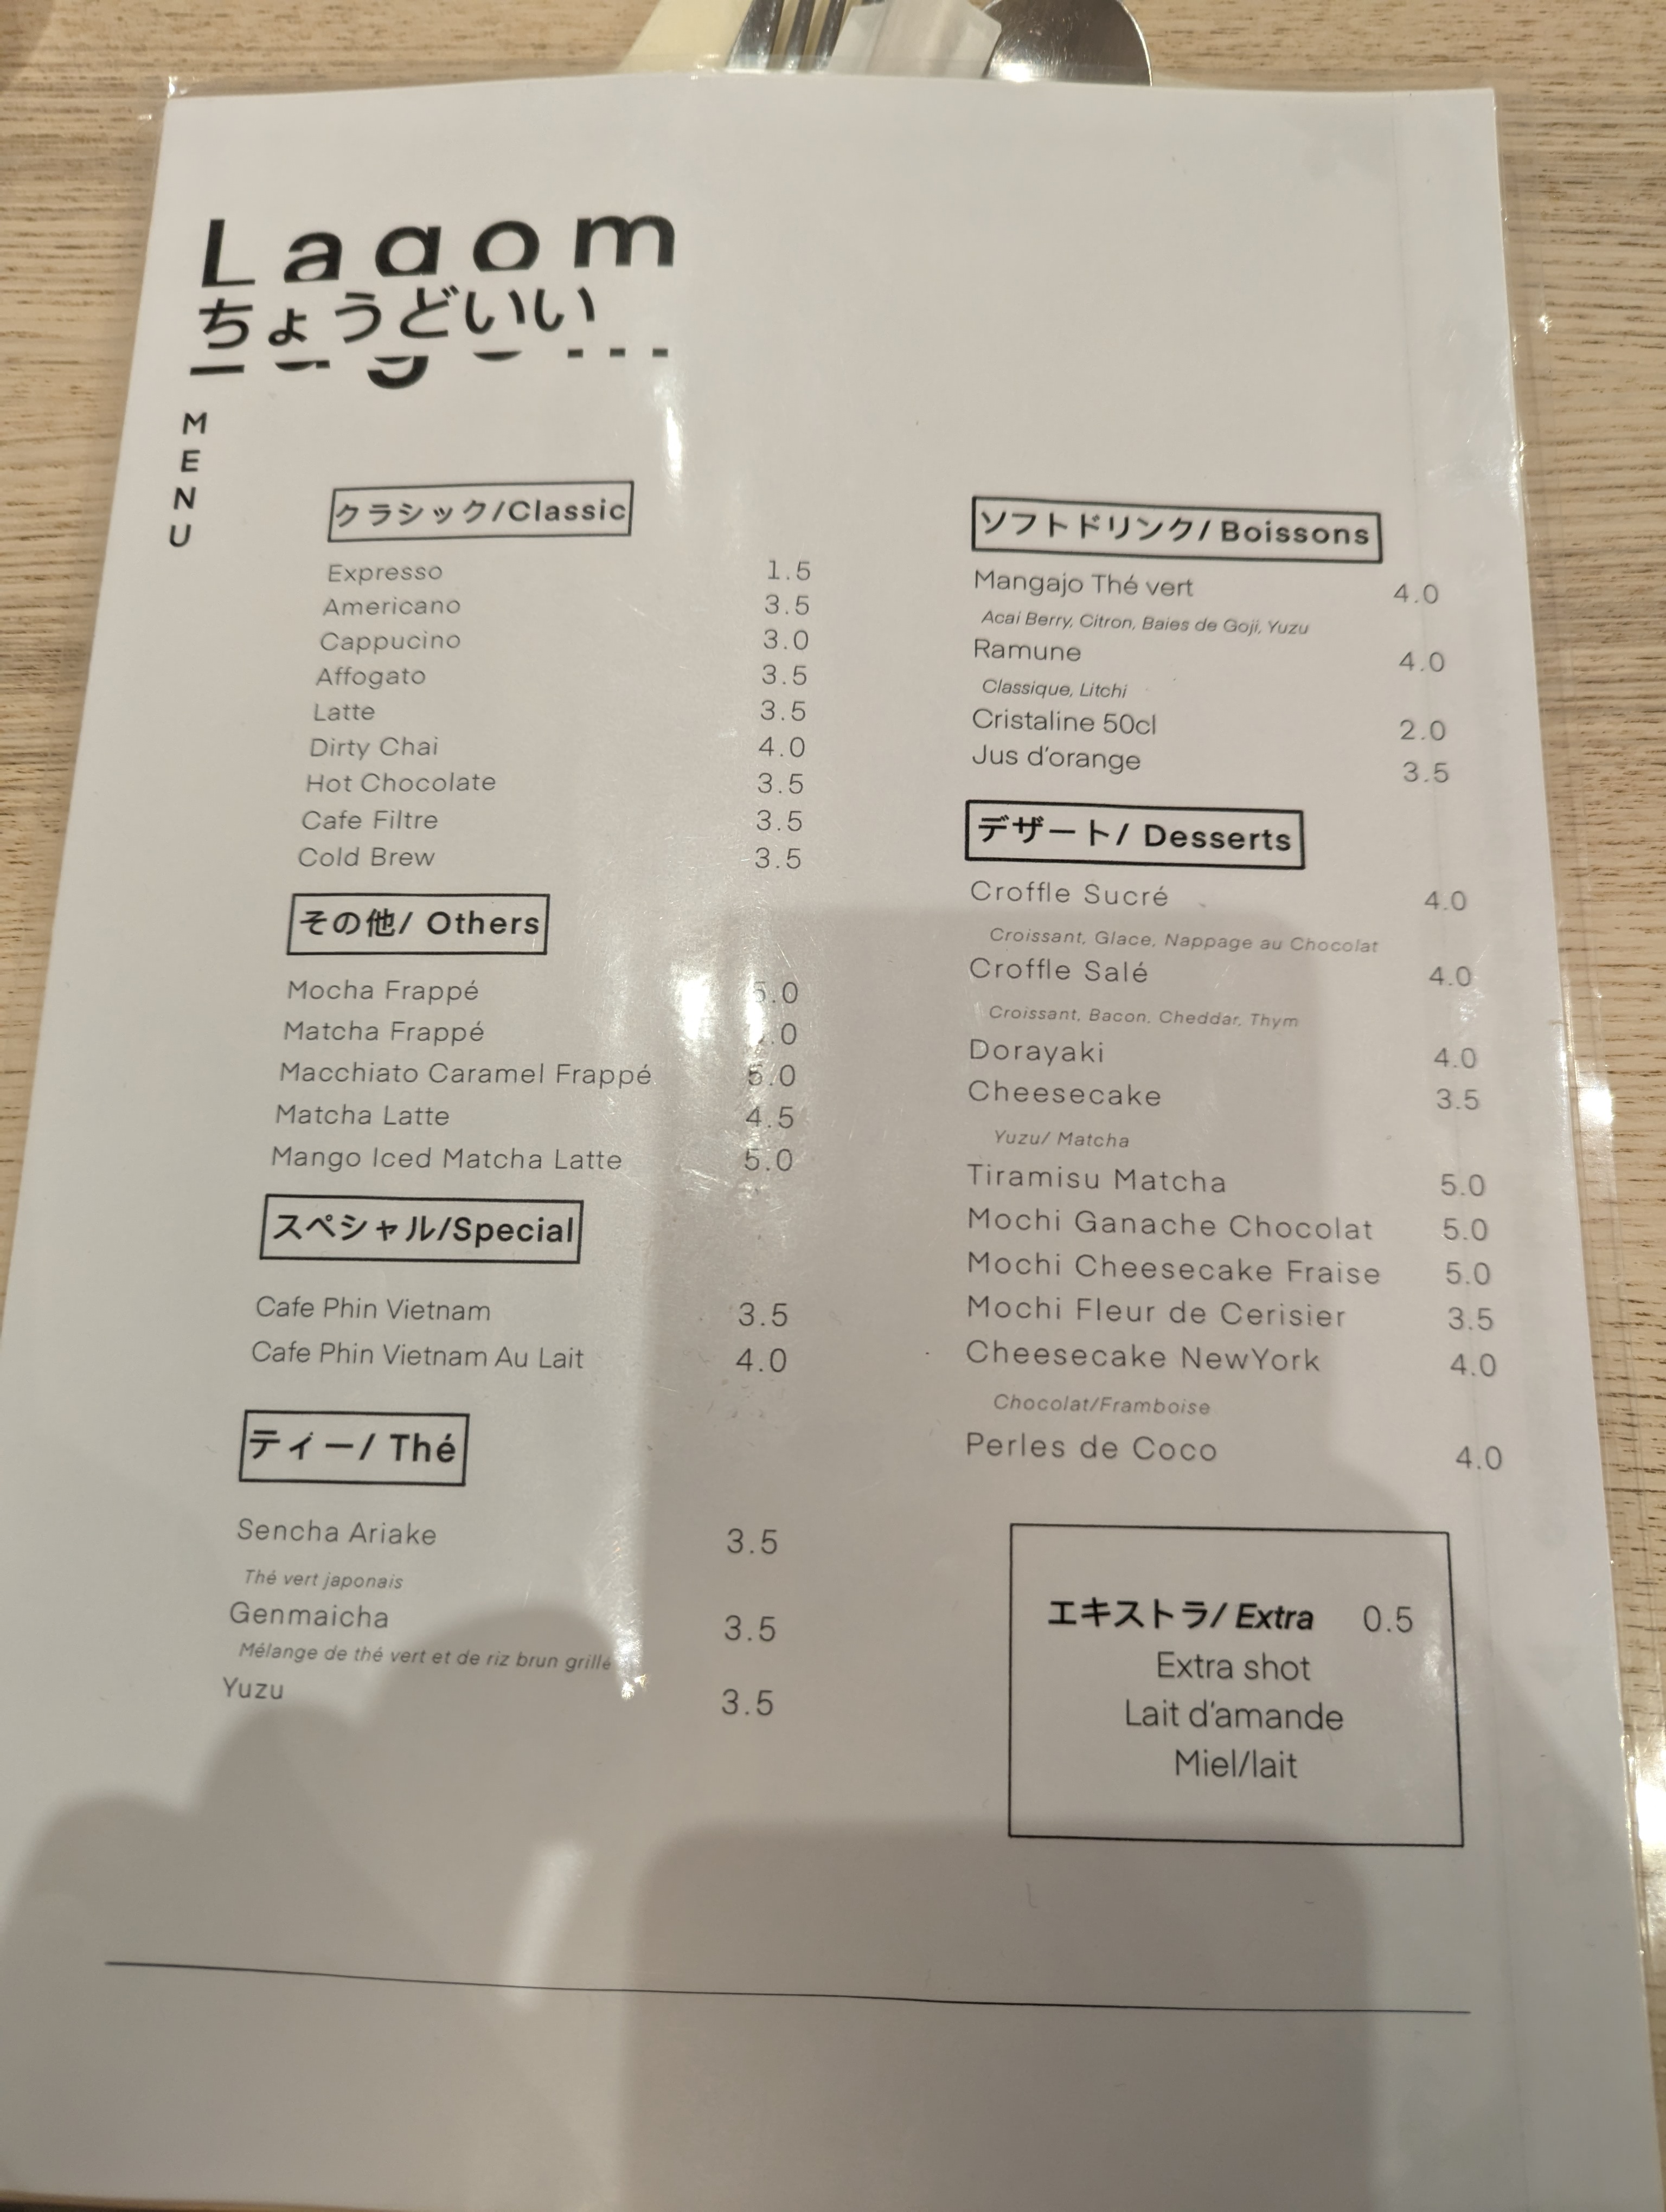 Lagom
ちょうどいい
MENU
クラシック/Classic
Expresso 1.5
Americano 3.5
Cappucino 3.0
Affogato 3.5
Latte 3.5
Dirty Chai 4.0
Hot Chocolate 3.5
Cafe Filtre 3.5
Cold Brew 3.5
その他/ Others
Mocha Frappé 5.0
Matcha Frappé
Macchiato Caramel Frappé 5.0
Matcha Latte 4.5
Mango Iced Matcha Latte 5.0
スペシャル/Special
Cafe Phin Vietnam 3.5
Cafe Phin Vietnam Au Lait 4.0
ティー/ Thé
Sencha Ariake 3.5
Thé vert japonais
Genmaicha 3.5
Mélange de thé vert et de riz brun grillé
Yuzu 3.5
ソフトドリンク/ Boissons
Mangajo Thé vert 4.0
Acai Berry, Citron, Baies de Goji, Yuzu
Ramune 4.0
Classique, Litchi
Cristaline 50cl 2.0
Jus d'orange 3.5
デザート/ Desserts
Croffle Sucré 4.0
Croissant, Glace, Nappage au Chocolat
Croffle Salé 4.0
Croissant, Bacon, Cheddar, Thym
Dorayaki 4.0
Cheesecake 3.5
Yuzu/ Matcha
Tiramisu Matcha 5.0
Mochi Ganache Chocolat 5.0
Mochi Cheesecake Fraise 5.0
Mochi Fleur de Cerisier 3.5
Cheesecake NewYork 4.0
Chocolat/Framboise
Perles de Coco 4.0
エキストラ/ Extra 0.5
Extra shot
Lait d'amande
Miel/lait